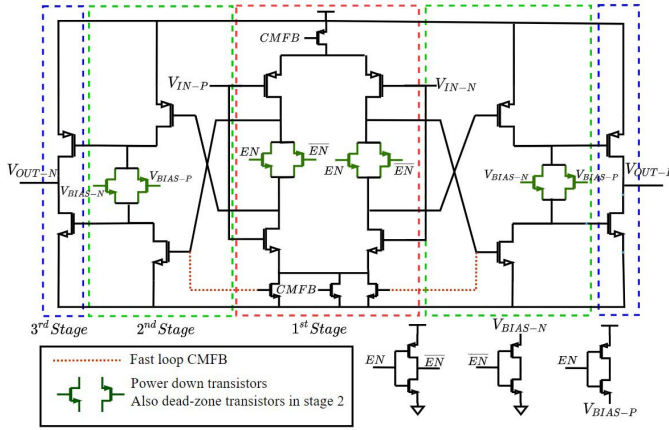 CMFB
V_{IN-P}
V_{IN-N}
EN
\overline{EN}
EN
\overline{EN}
V_{OUT-N}
V_{BIAS-N}
V_{BIAS-P}
V_{BIAS-N}
V_{BIAS-P}
V_{OUT-}
CMFB
3^{rd} Stage
2^{nd} Stage
1^{st} Stage
EN
\overline{EN}
V_{BIAS-N}
\overline{EN}
EN
V_{BIAS-P}
Fast loop CMFB
Power down transistors
Also dead-zone transistors in stage 2